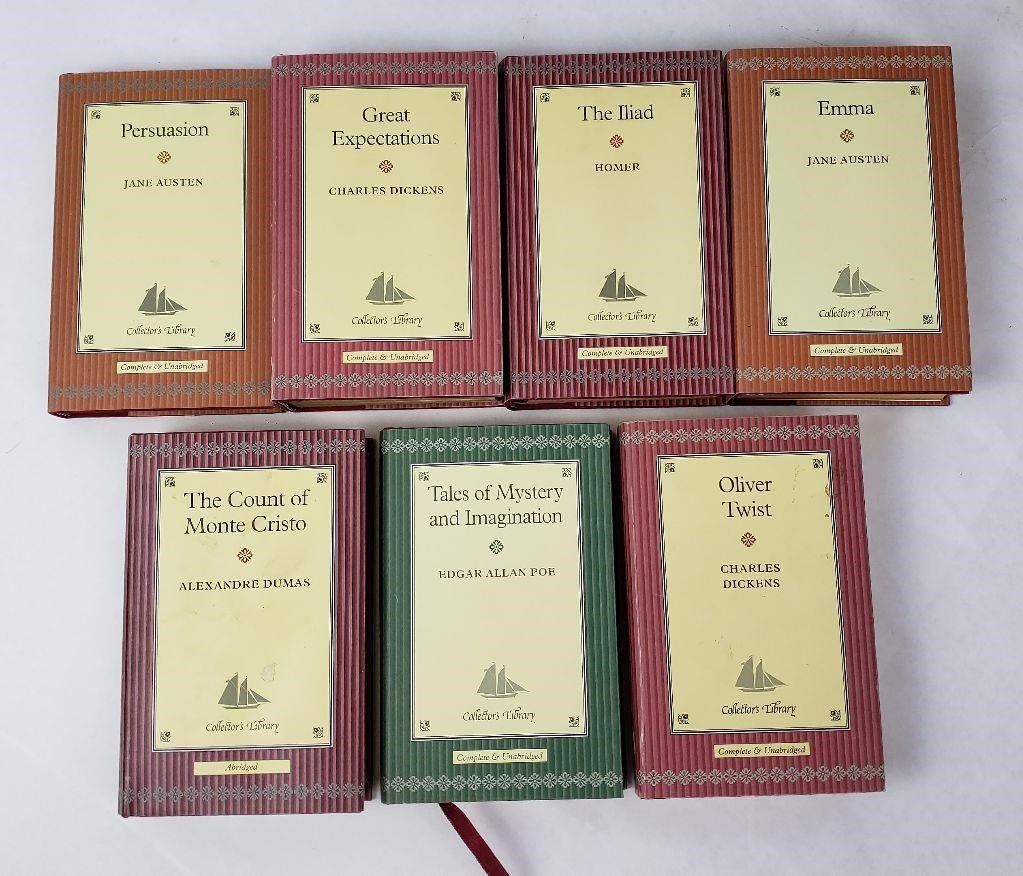 Persuasion
JANE AUSTEN
Collector's Library
Complete & Unabridged
Great
Expectations
CHARLES DICKENS
Collector's Library
Complete & Unabridged
The Iliad
HOMER
Collector's Library
Complete & Unabridged
Emma
JANE AUSTEN
Collector's Library
Complete & Unabridged
The Count of
Monte Cristo
ALEXANDRE DUMAS
Collector's Library
Abridged
Tales of Mystery
and Imagination
EDGAR ALLAN POE
Collector's Library
Complete & Unabridged
Oliver
Twist
CHARLES
DICKENS
Collector's Library
Complete & Unabridged